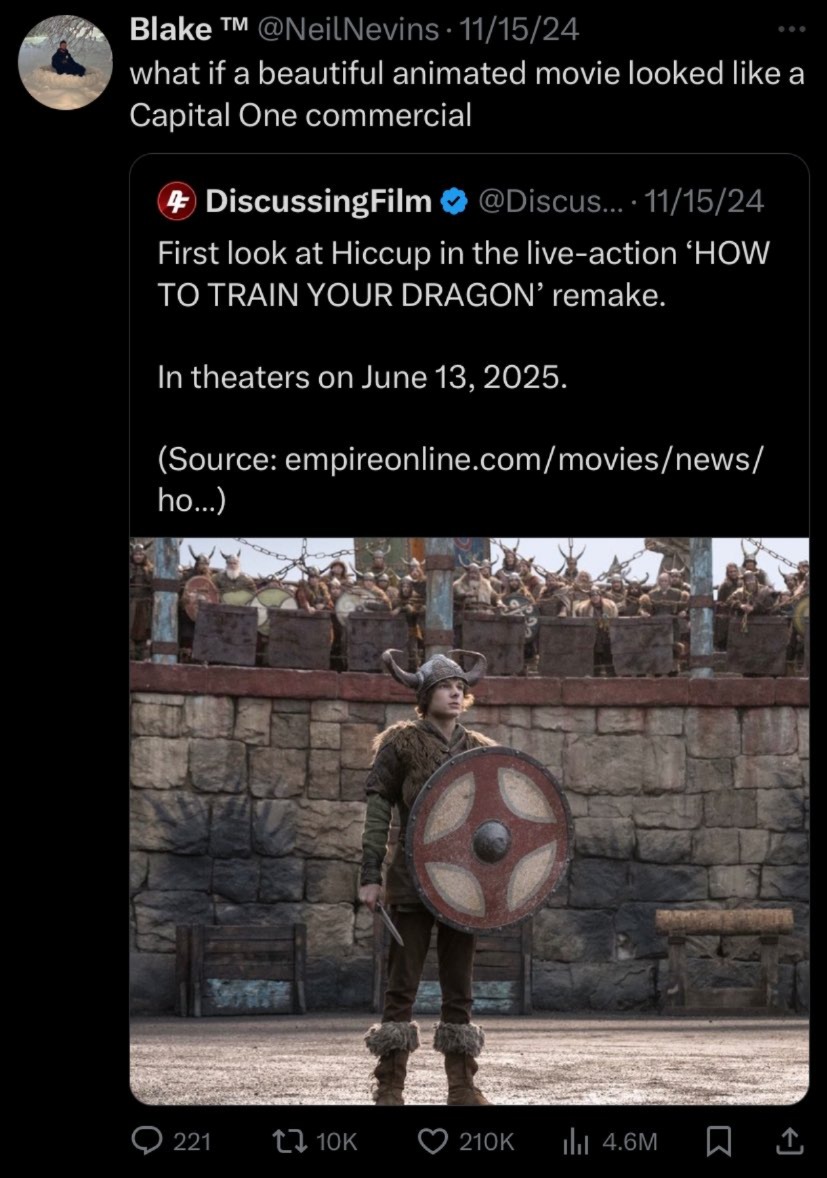 Blake ™ @NeilNevins · 11/15/24
what if a beautiful animated movie looked like a
Capital One commercial
DiscussingFilm @Discus... · 11/15/24
First look at Hiccup in the live-action ‘HOW
TO TRAIN YOUR DRAGON’ remake.
In theaters on June 13, 2025.
(Source: empireonline.com/movies/news/
ho...)
221 10K 210K 4.6M